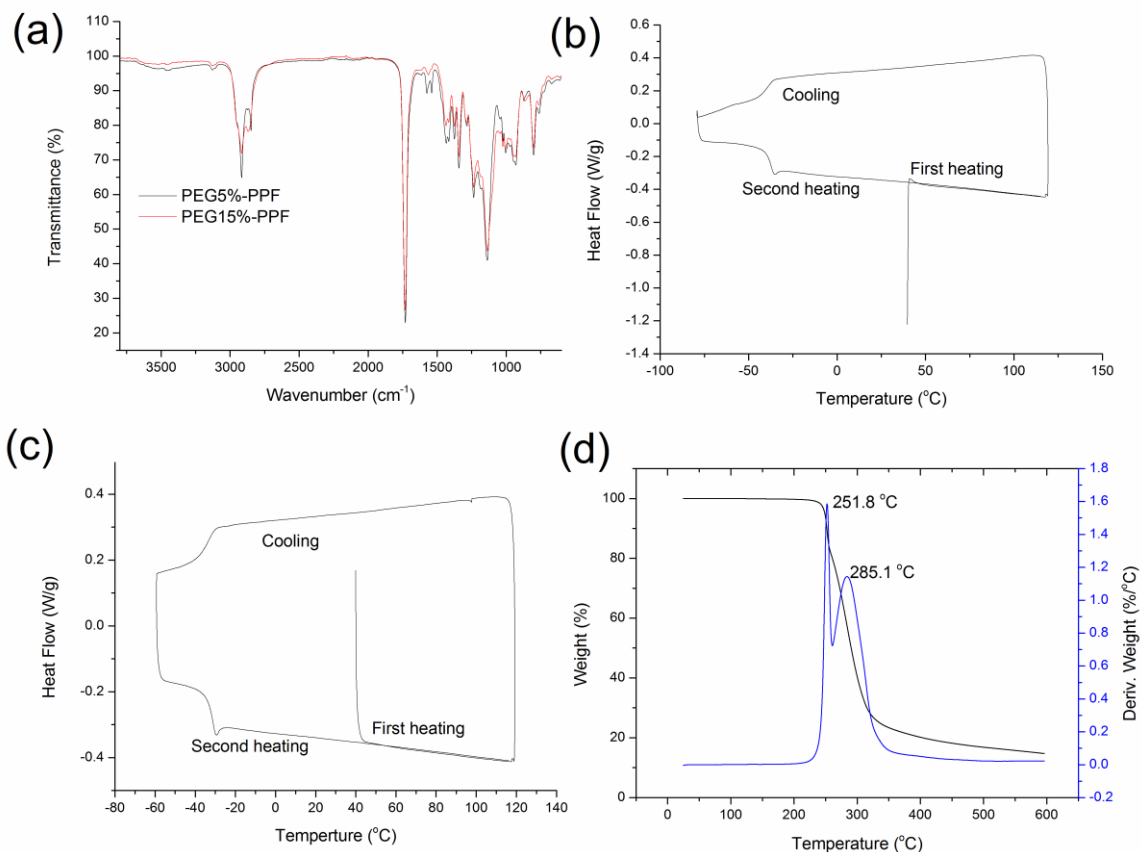 (a)
110
100
90
80
70
60
50
40
30
20
Transmittance (%)
PEG5%-PPF
PEG15%-PPF
3500 3000 2500 2000 1500 1000
Wavenumber (cm⁻¹)
(b)
0.6
0.4
0.2
0.0
-0.2
-0.4
-0.6
-0.8
-1.0
-1.2
-1.4
Heat Flow (W/g)
Cooling
First heating
Second heating
-100 -50 0 50 100 150
Temperature (°C)
(c)
0.4
0.2
0.0
-0.2
-0.4
Heat Flow (W/g)
Cooling
First heating
Second heating
-80 -60 -40 -20 0 20 40 60 80 100 120 140
Temperture (°C)
(d)
100
80
60
40
20
0
Weight (%)
251.8 °C
285.1 °C
1.8
1.6
1.4
1.2
1.0
0.8
0.6
0.4
0.2
0.0
-0.2
Deriv. Weight (%/°C)
0 100 200 300 400 500 600
Temperature (°C)